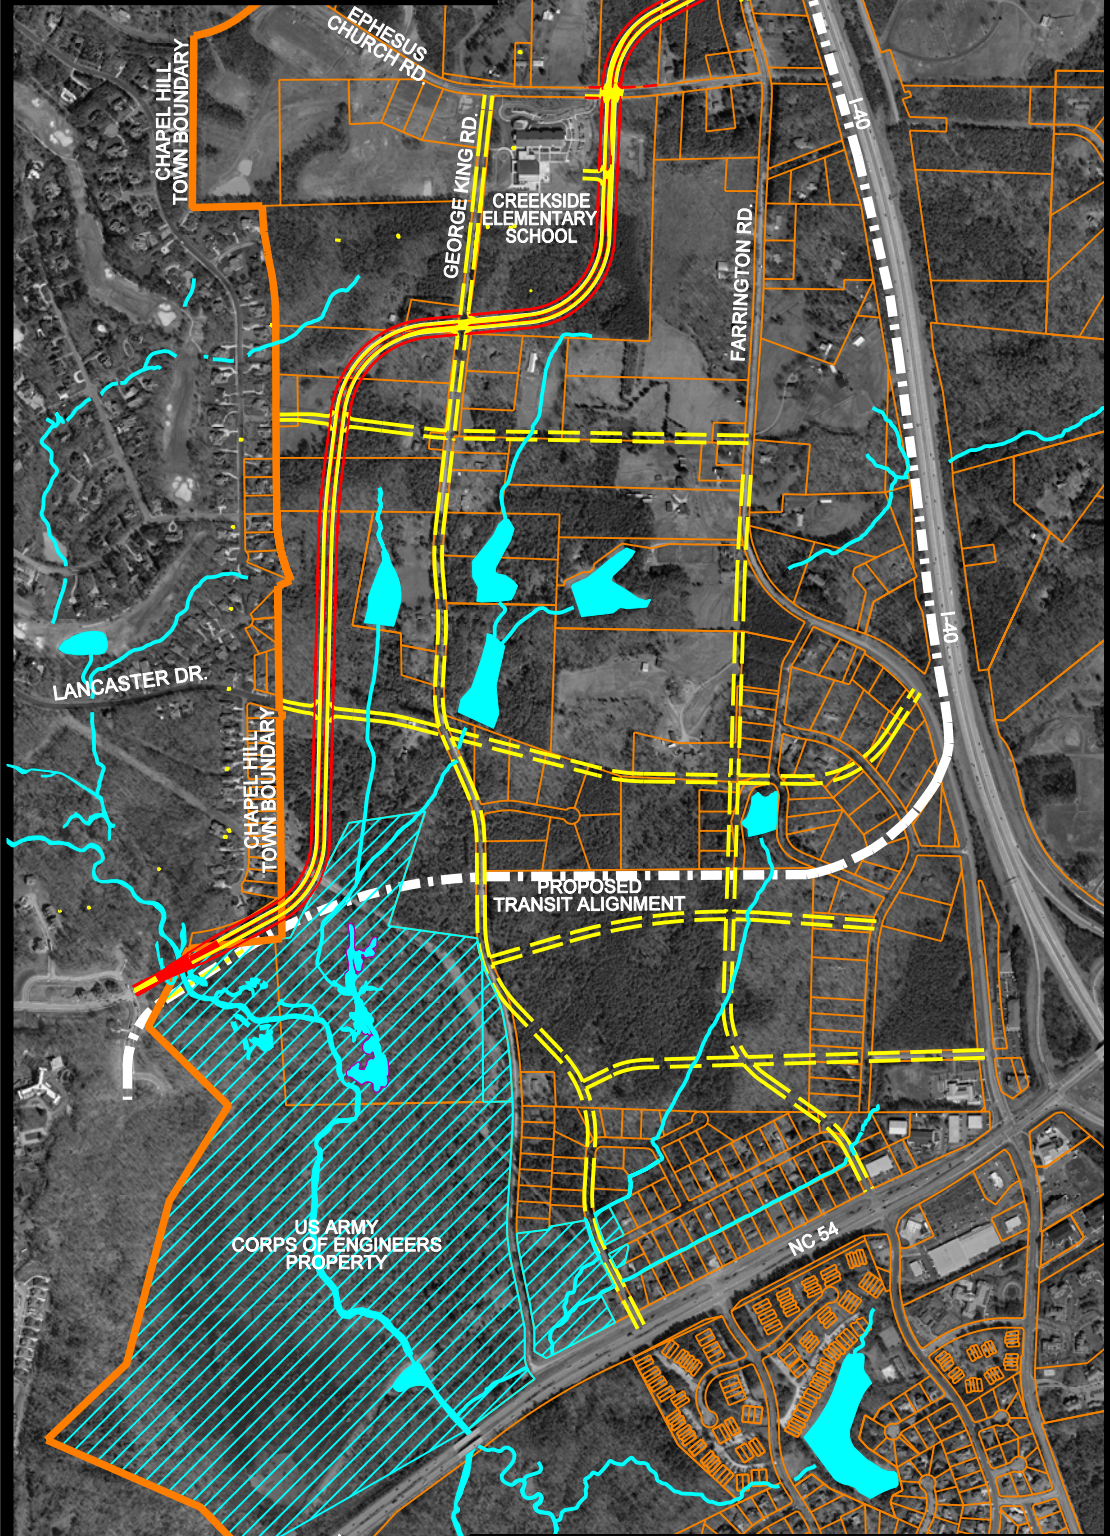 EPHESUS
CHURCH RD.
CHAPEL HILL
TOWN BOUNDARY
I-40
GEORGE KING RD.
CREEKSIDE
ELEMENTARY
SCHOOL
FARRINGTON RD.
I-40
LANCASTER DR.
CHAPEL HILL
TOWN BOUNDARY
PROPOSED
TRANSIT ALIGNMENT
US ARMY
CORPS OF ENGINEERS
PROPERTY
NC 54